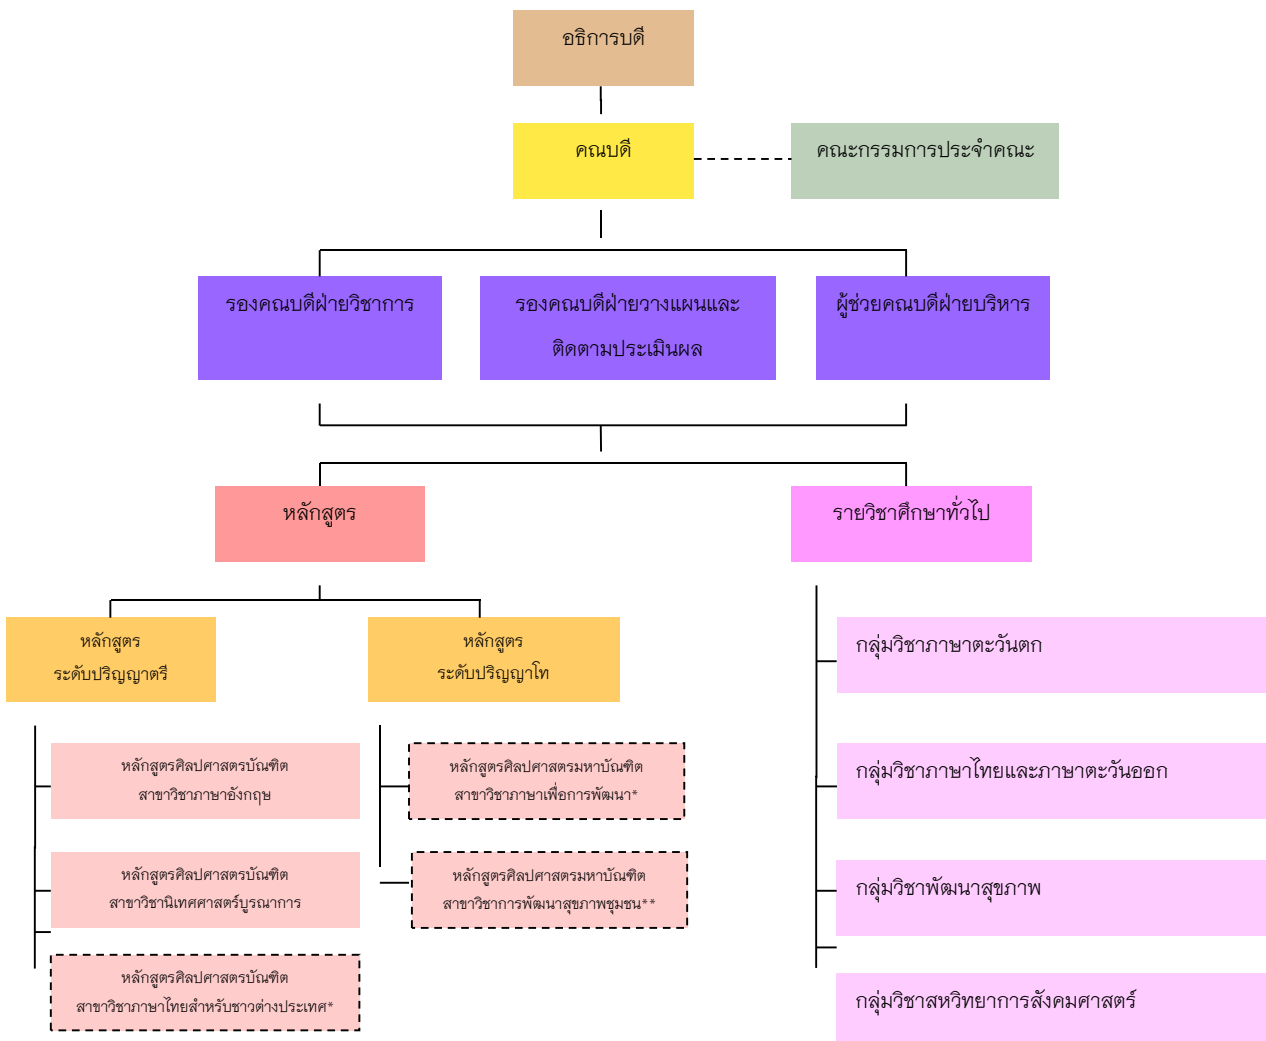 อธิการบดี
คณบดี
คณะกรรมการประจำคณะ
รองคณบดีฝ่ายวิชาการ
รองคณบดีฝ่ายวางแผนและ
ติดตามประเมินผล
ผู้ช่วยคณบดีฝ่ายบริหาร
หลักสูตร
รายวิชาศึกษาทั่วไป
หลักสูตร
ระดับปริญญาตรี
หลักสูตร
ระดับปริญญาโท
หลักสูตรศิลปศาสตรบัณฑิต
สาขาวิชาภาษาอังกฤษ
หลักสูตรศิลปศาสตรบัณฑิต
สาขาวิชานิเทศศาสตร์บูรณาการ
หลักสูตรศิลปศาสตรบัณฑิต
สาขาวิชาภาษาไทยสำหรับชาวต่างประเทศ*
หลักสูตรศิลปศาสตรมหาบัณฑิต
สาขาวิชาภาษาเพื่อการพัฒนา*
หลักสูตรศิลปศาสตรมหาบัณฑิต
สาขาวิชาการพัฒนาสุขภาพชุมชน**
กลุ่มวิชาภาษาตะวันตก
กลุ่มวิชาภาษาไทยและภาษาตะวันออก
กลุ่มวิชาพัฒนาสุขภาพ
กลุ่มวิชาสหวิทยาการสังคมศาสตร์